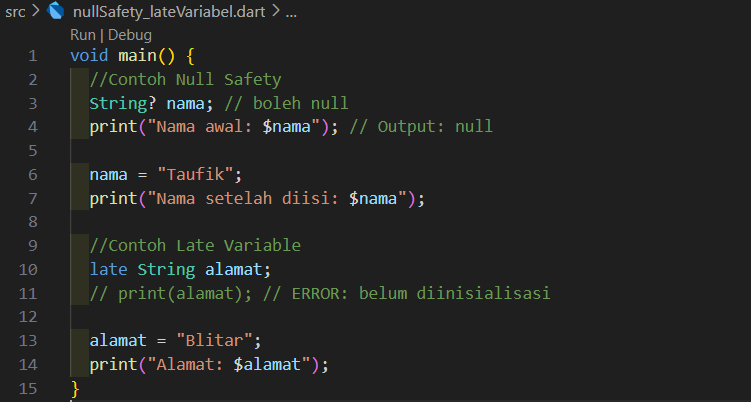 src > nullSafety_lateVariabel.dart > ...
Run | Debug
1 void main() {
2 //Contoh Null Safety
3 String? nama; // boleh null
4 print("Nama awal: $nama"); // Output: null
5
6 nama = "Taufik";
7 print("Nama setelah diisi: $nama");
8
9 //Contoh Late Variable
10 late String alamat;
11 // print(alamat); // ERROR: belum diinisialisasi
12
13 alamat = "Blitar";
14 print("Alamat: $alamat");
15 }